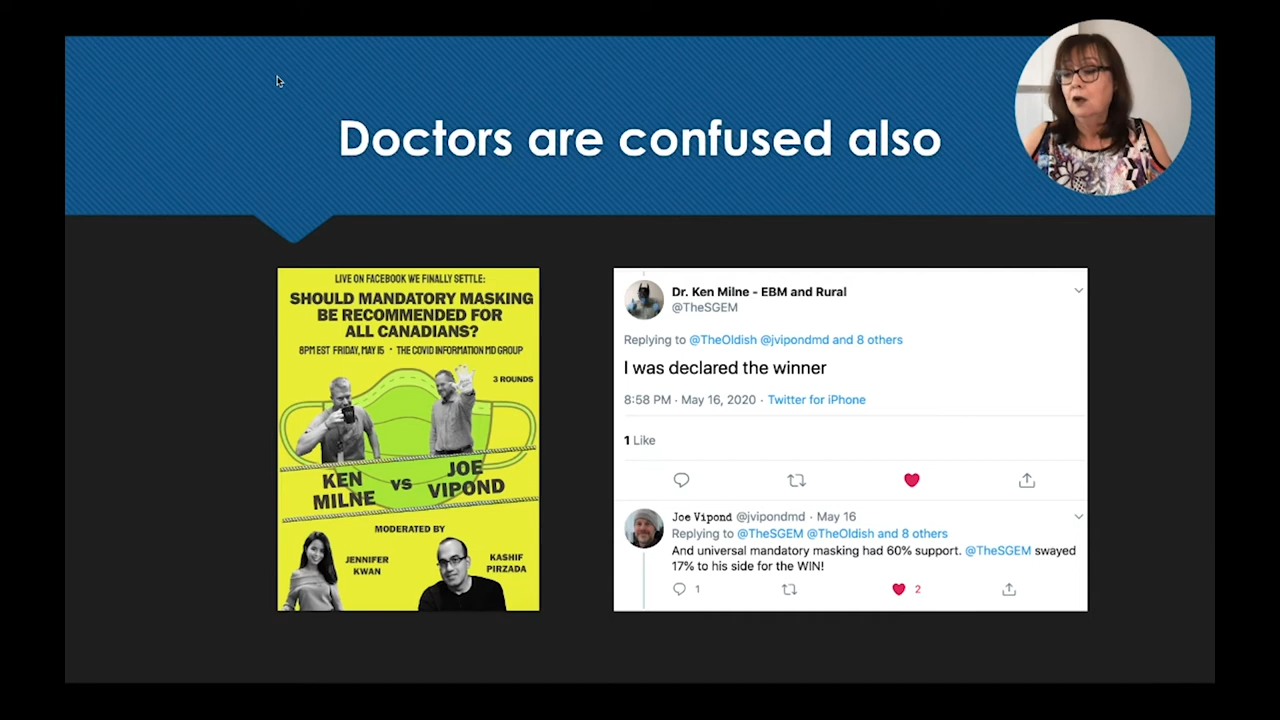 Doctors are confused also
LIVE ON FACEBOOK WE FINALLY SETTLE:
SHOULD MANDATORY MASKING
BE RECOMMENDED FOR
ALL CANADIANS?
8PM EST FRIDAY, MAY 15 • THE COVID INFORMATION MD GROUP
3 ROUNDS
KEN
MILNE
VS
JOE
VIPOND
MODERATED BY
JENNIFER
KWAN
KASHIF
PIRZADA
Dr. Ken Milne - EBM and Rural
@TheSGEM
Replying to @TheOldish @jvipondmd and 8 others
I was declared the winner
8:58 PM · May 16, 2020 · Twitter for iPhone
1 Like
Joe Vipond @jvipondmd · May 16
Replying to @TheSGEM @TheOldish and 8 others
And universal mandatory masking had 60% support. @TheSGEM swayed
17% to his side for the WIN!
1 2